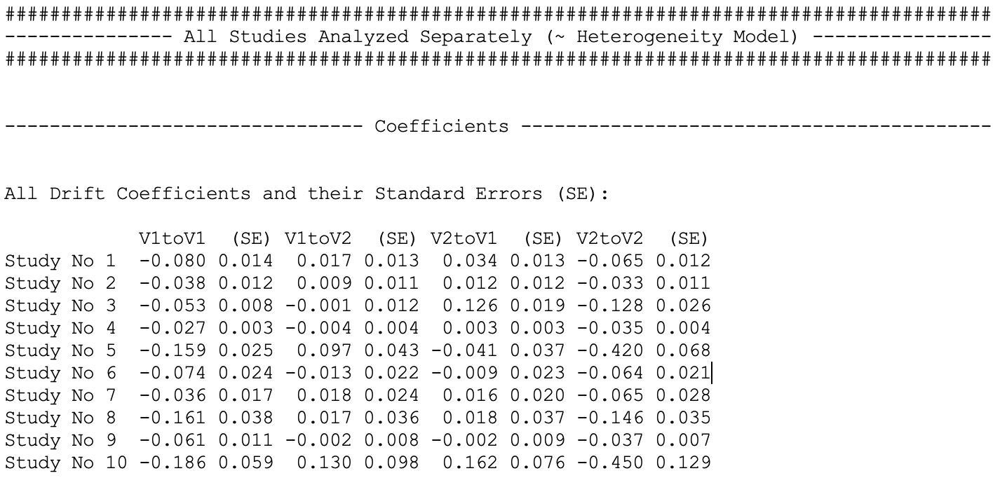 ########################################################################################
--------------- All Studies Analyzed Separately (~ Heterogeneity Model) ----------------
########################################################################################
-------------------------------- Coefficients ------------------------------------------
All Drift Coefficients and their Standard Errors (SE):
            V1toV1  (SE) V1toV2  (SE) V2toV1  (SE) V2toV2  (SE)
Study No 1  -0.080 0.014  0.017 0.013  0.034 0.013 -0.065 0.012
Study No 2  -0.038 0.012  0.009 0.011  0.012 0.012 -0.033 0.011
Study No 3  -0.053 0.008 -0.001 0.012  0.126 0.019 -0.128 0.026
Study No 4  -0.027 0.003 -0.004 0.004  0.003 0.003 -0.035 0.004
Study No 5  -0.159 0.025  0.097 0.043 -0.041 0.037 -0.420 0.068
Study No 6  -0.074 0.024 -0.013 0.022 -0.009 0.023 -0.064 0.021
Study No 7  -0.036 0.017  0.018 0.024  0.016 0.020 -0.065 0.028
Study No 8  -0.161 0.038  0.017 0.036  0.018 0.037 -0.146 0.035
Study No 9  -0.061 0.011 -0.002 0.008 -0.002 0.009 -0.037 0.007
Study No 10 -0.186 0.059  0.130 0.098  0.162 0.076 -0.450 0.129